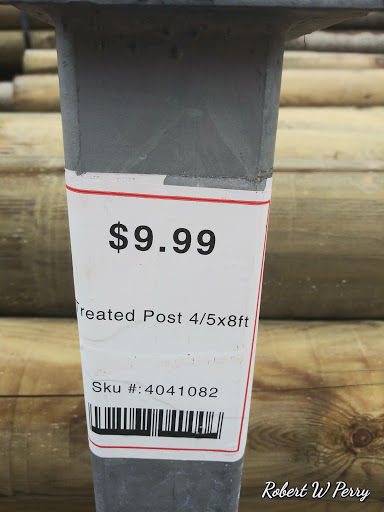 $9.99
Treated Post 4/5x8ft
Sku #:4041082
Robert W Perry